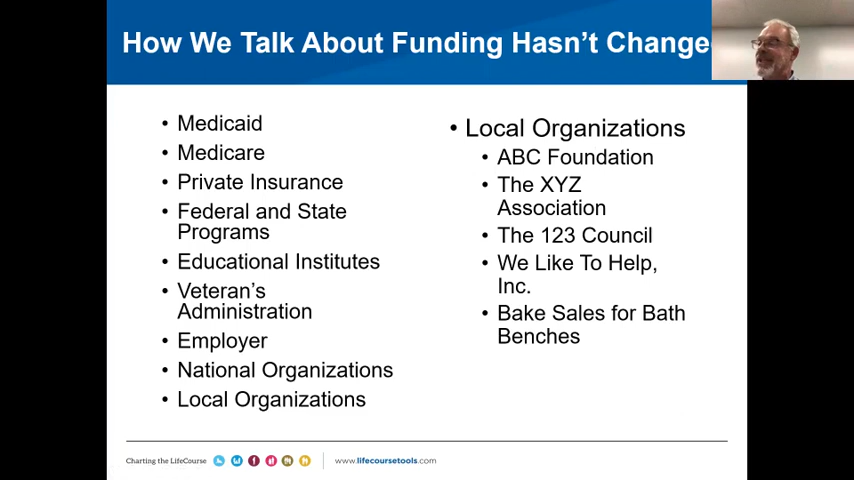 How We Talk About Funding Hasn't Change
• Medicaid
• Medicare
• Private Insurance
• Federal and State
Programs
• Educational Institutes
• Veteran's
Administration
• Employer
• National Organizations
• Local Organizations
• Local Organizations
• ABC Foundation
• The XYZ
Association
• The 123 Council
• We Like To Help,
Inc.
• Bake Sales for Bath
Benches
Charting the LifeCourse
www.lifecoursetools.com